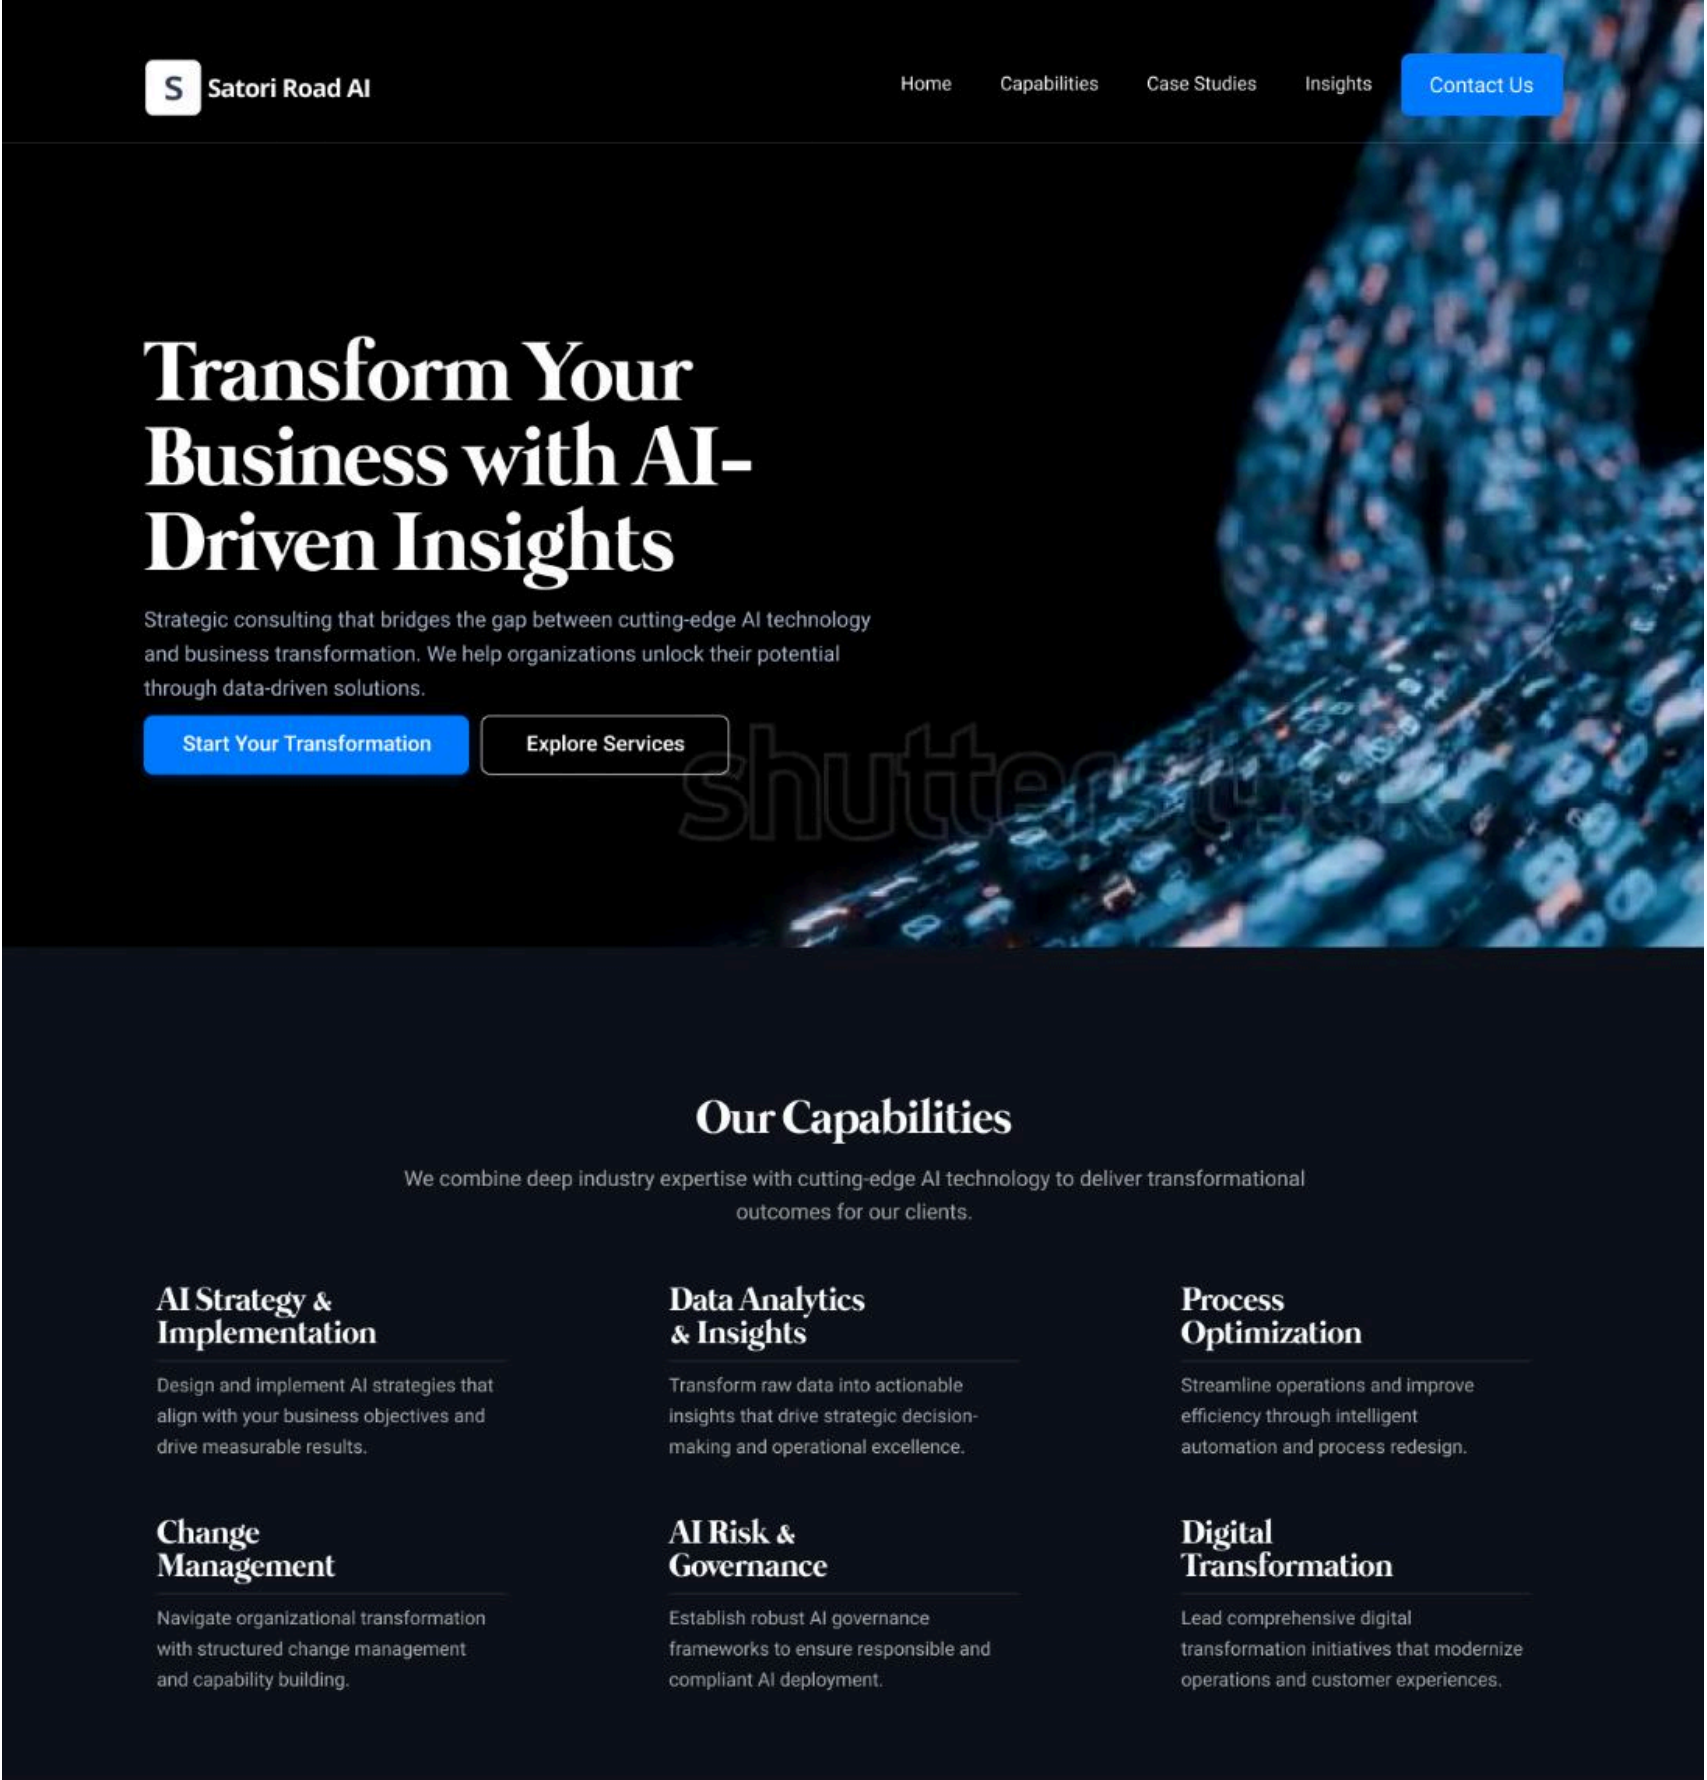 S Satori Road AI
Home Capabilities Case Studies Insights Contact Us
Transform Your
Business with AI-
Driven Insights
Strategic consulting that bridges the gap between cutting-edge AI technology
and business transformation. We help organizations unlock their potential
through data-driven solutions.
Start Your Transformation Explore Services
shutterstock
Our Capabilities
We combine deep industry expertise with cutting-edge AI technology to deliver transformational
outcomes for our clients.
AI Strategy &
Implementation
Design and implement AI strategies that
align with your business objectives and
drive measurable results.
Data Analytics
& Insights
Transform raw data into actionable
insights that drive strategic decision-
making and operational excellence.
Process
Optimization
Streamline operations and improve
efficiency through intelligent
automation and process redesign.
Change
Management
Navigate organizational transformation
with structured change management
and capability building.
AI Risk &
Governance
Establish robust AI governance
frameworks to ensure responsible and
compliant AI deployment.
Digital
Transformation
Lead comprehensive digital
transformation initiatives that modernize
operations and customer experiences.